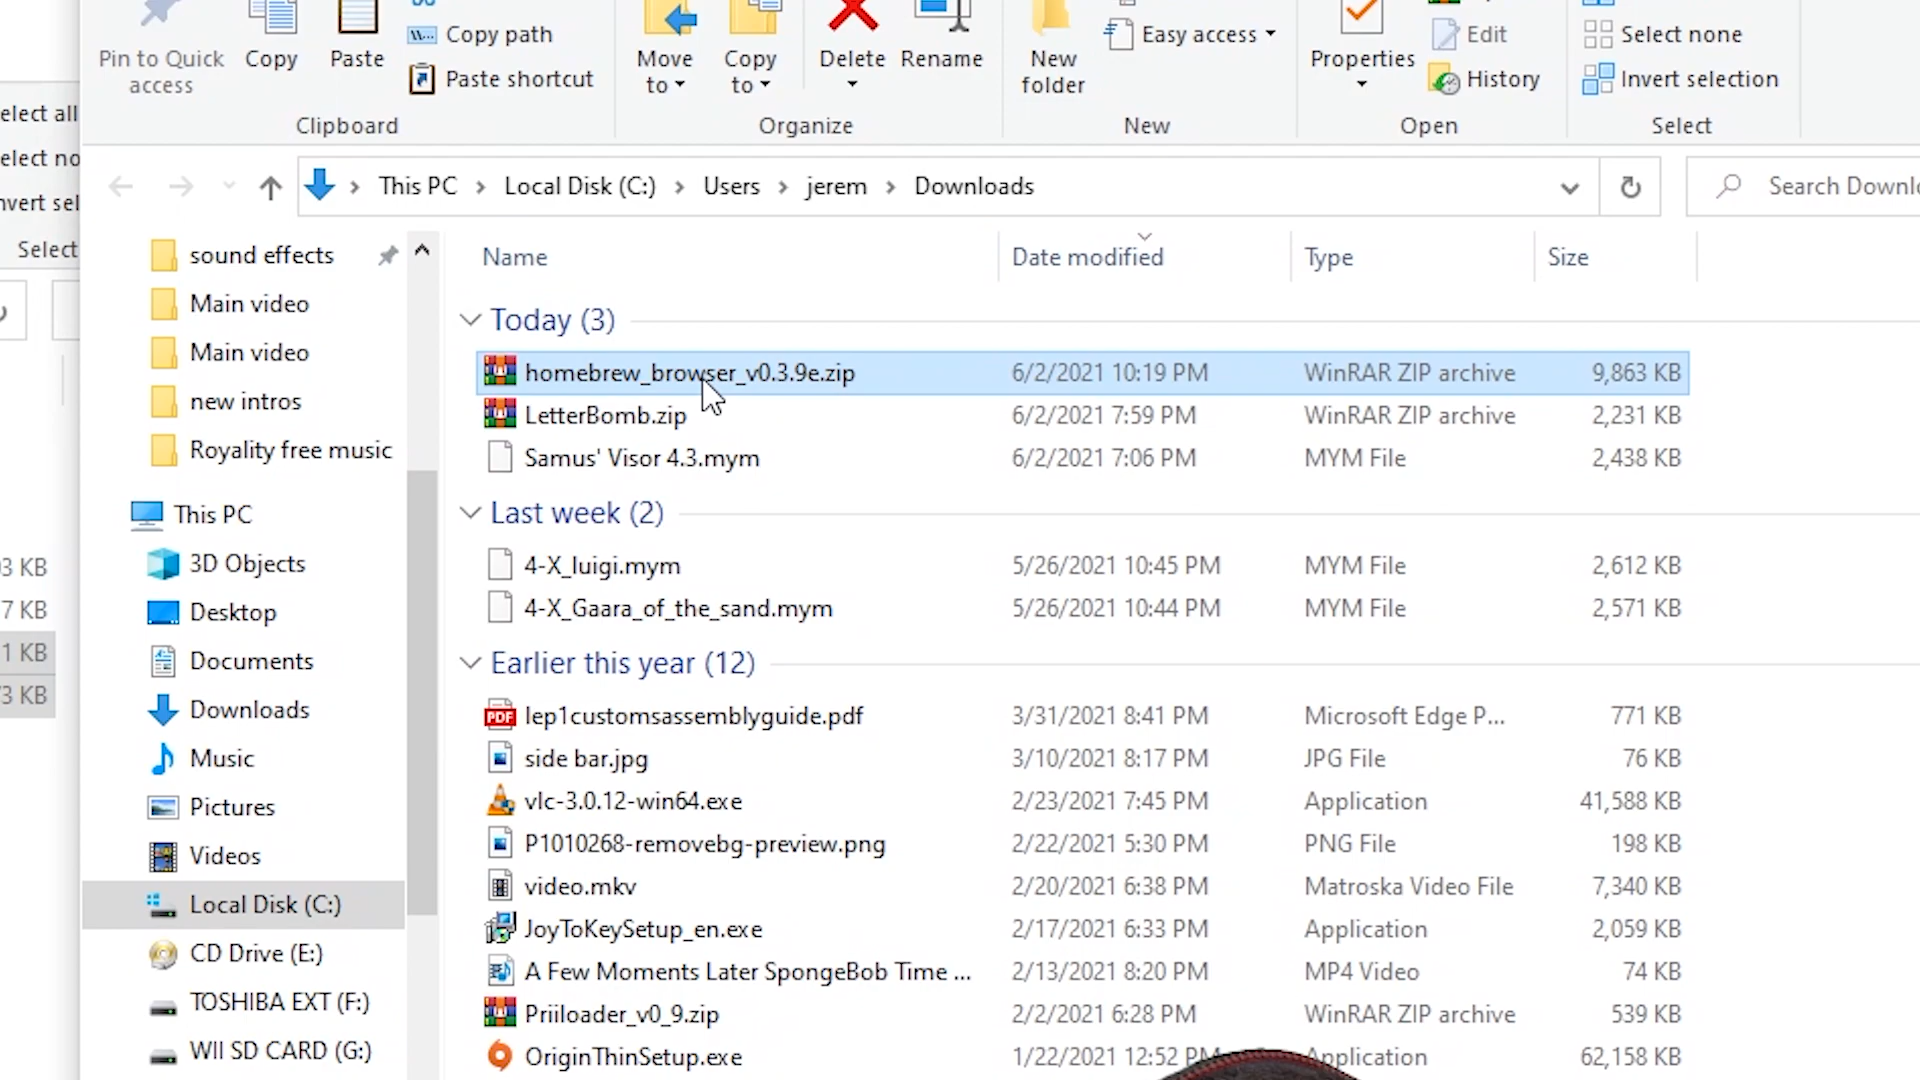 Pin to Quick access
Copy
Paste
Copy path
Paste shortcut
Clipboard
Move to
Copy to
Delete
Rename
Organize
New folder
Easy access
New
Properties
Edit
History
Open
Select none
Invert selection
Select
elect all
elect no
nvert sel
Select
This PC > Local Disk (C:) > Users > jerem > Downloads
Search Downlo
sound effects
Main video
Main video
new intros
Royality free music
This PC
3D Objects
Desktop
Documents
Downloads
Music
Pictures
Videos
Local Disk (C:)
CD Drive (E:)
TOSHIBA EXT (F:)
WII SD CARD (G:)
3 KB
7 KB
1 KB
3 KB
Name Date modified Type Size
Today (3)
homebrew_browser_v0.3.9e.zip 6/2/2021 10:19 PM WinRAR ZIP archive 9,863 KB
LetterBomb.zip 6/2/2021 7:59 PM WinRAR ZIP archive 2,231 KB
Samus' Visor 4.3.mym 6/2/2021 7:06 PM MYM File 2,438 KB
Last week (2)
4-X_luigi.mym 5/26/2021 10:45 PM MYM File 2,612 KB
4-X_Gaara_of_the_sand.mym 5/26/2021 10:44 PM MYM File 2,571 KB
Earlier this year (12)
lep1customsassemblyguide.pdf 3/31/2021 8:41 PM Microsoft Edge P... 771 KB
side bar.jpg 3/10/2021 8:17 PM JPG File 76 KB
vlc-3.0.12-win64.exe 2/23/2021 7:45 PM Application 41,588 KB
P1010268-removebg-preview.png 2/22/2021 5:30 PM PNG File 198 KB
video.mkv 2/20/2021 6:38 PM Matroska Video File 7,340 KB
JoyToKeySetup_en.exe 2/17/2021 6:33 PM Application 2,059 KB
A Few Moments Later SpongeBob Time ... 2/13/2021 8:20 PM MP4 Video 74 KB
Priiloader_v0_9.zip 2/2/2021 6:28 PM WinRAR ZIP archive 539 KB
OriginThinSetup.exe 1/22/2021 12:52 PM Application 62,158 KB